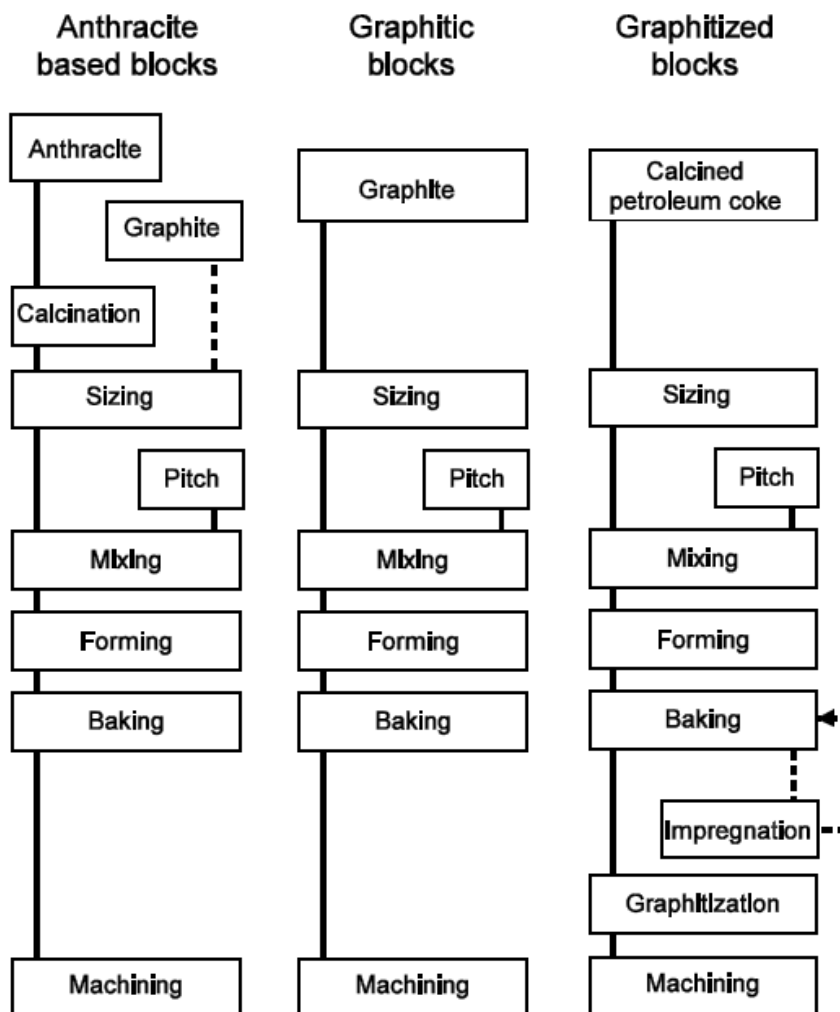 Anthracite
based blocks
Anthracite
Graphite
Calcination
Sizing
Pitch
Mixing
Forming
Baking
Machining
Graphitic
blocks
Graphite
Sizing
Pitch
Mixing
Forming
Baking
Machining
Graphitized
blocks
Calcined
petroleum coke
Sizing
Pitch
Mixing
Forming
Baking
Impregnation
Graphitization
Machining